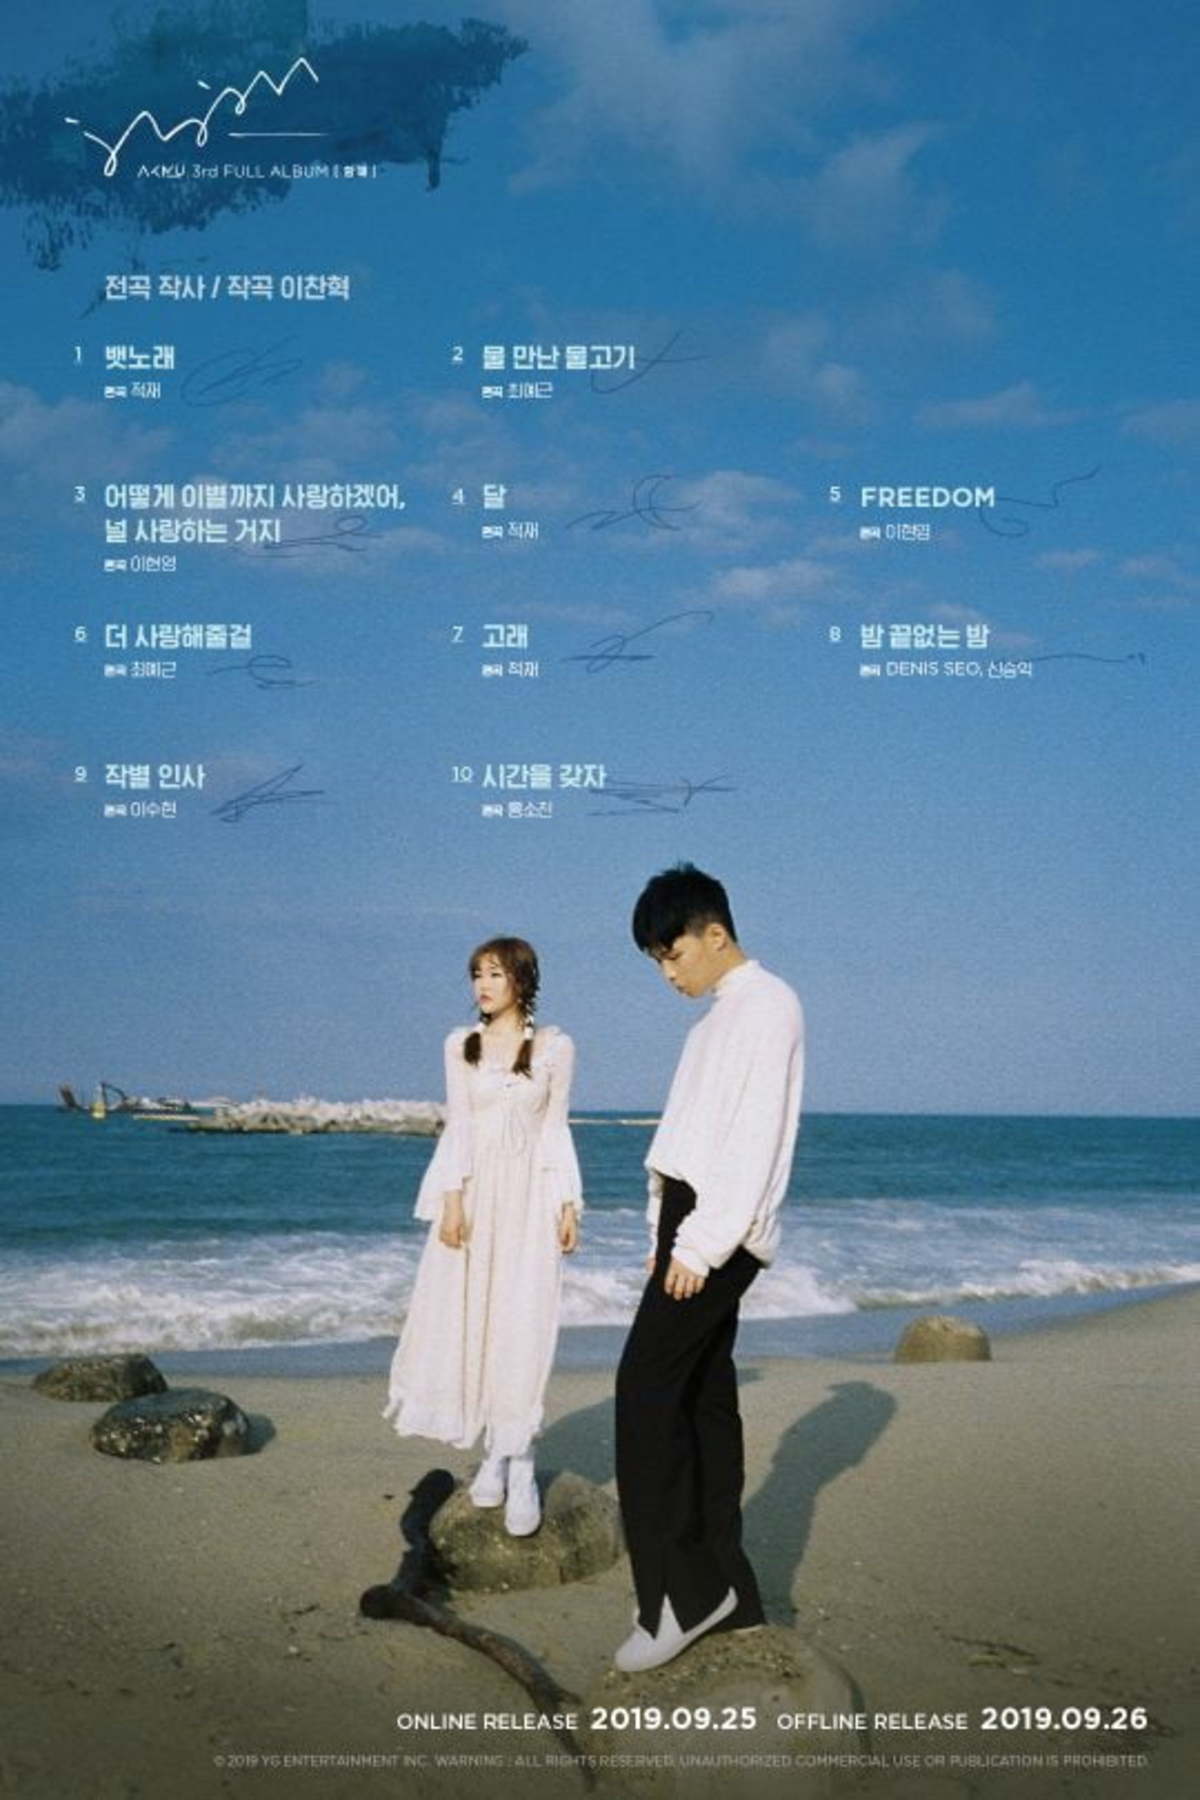 AKMU 3rd FULL ALBUM [ 항해 ]
전곡 작사 / 작곡 이찬혁
1 뱃노래
편곡 적재
2 물 만난 물고기
편곡 최예근
3 어떻게 이별까지 사랑하겠어,
널 사랑하는 거지
편곡 이현영
4 달
편곡 적재
5 FREEDOM
편곡 이현영
6 더 사랑해줄걸
편곡 최예근
7 고래
편곡 적재
8 밤 끝없는 밤
편곡 DENIS SEO, 신승익
9 작별 인사
편곡 이수현
10 시간을 갖자
편곡 홍소진
ONLINE RELEASE 2019.09.25 OFFLINE RELEASE 2019.09.26
© 2019 YG ENTERTAINMENT INC. WARNING : ALL RIGHTS RESERVED. UNAUTHORIZED COMMERCIAL USE OR PUBLICATION IS PROHIBITED.